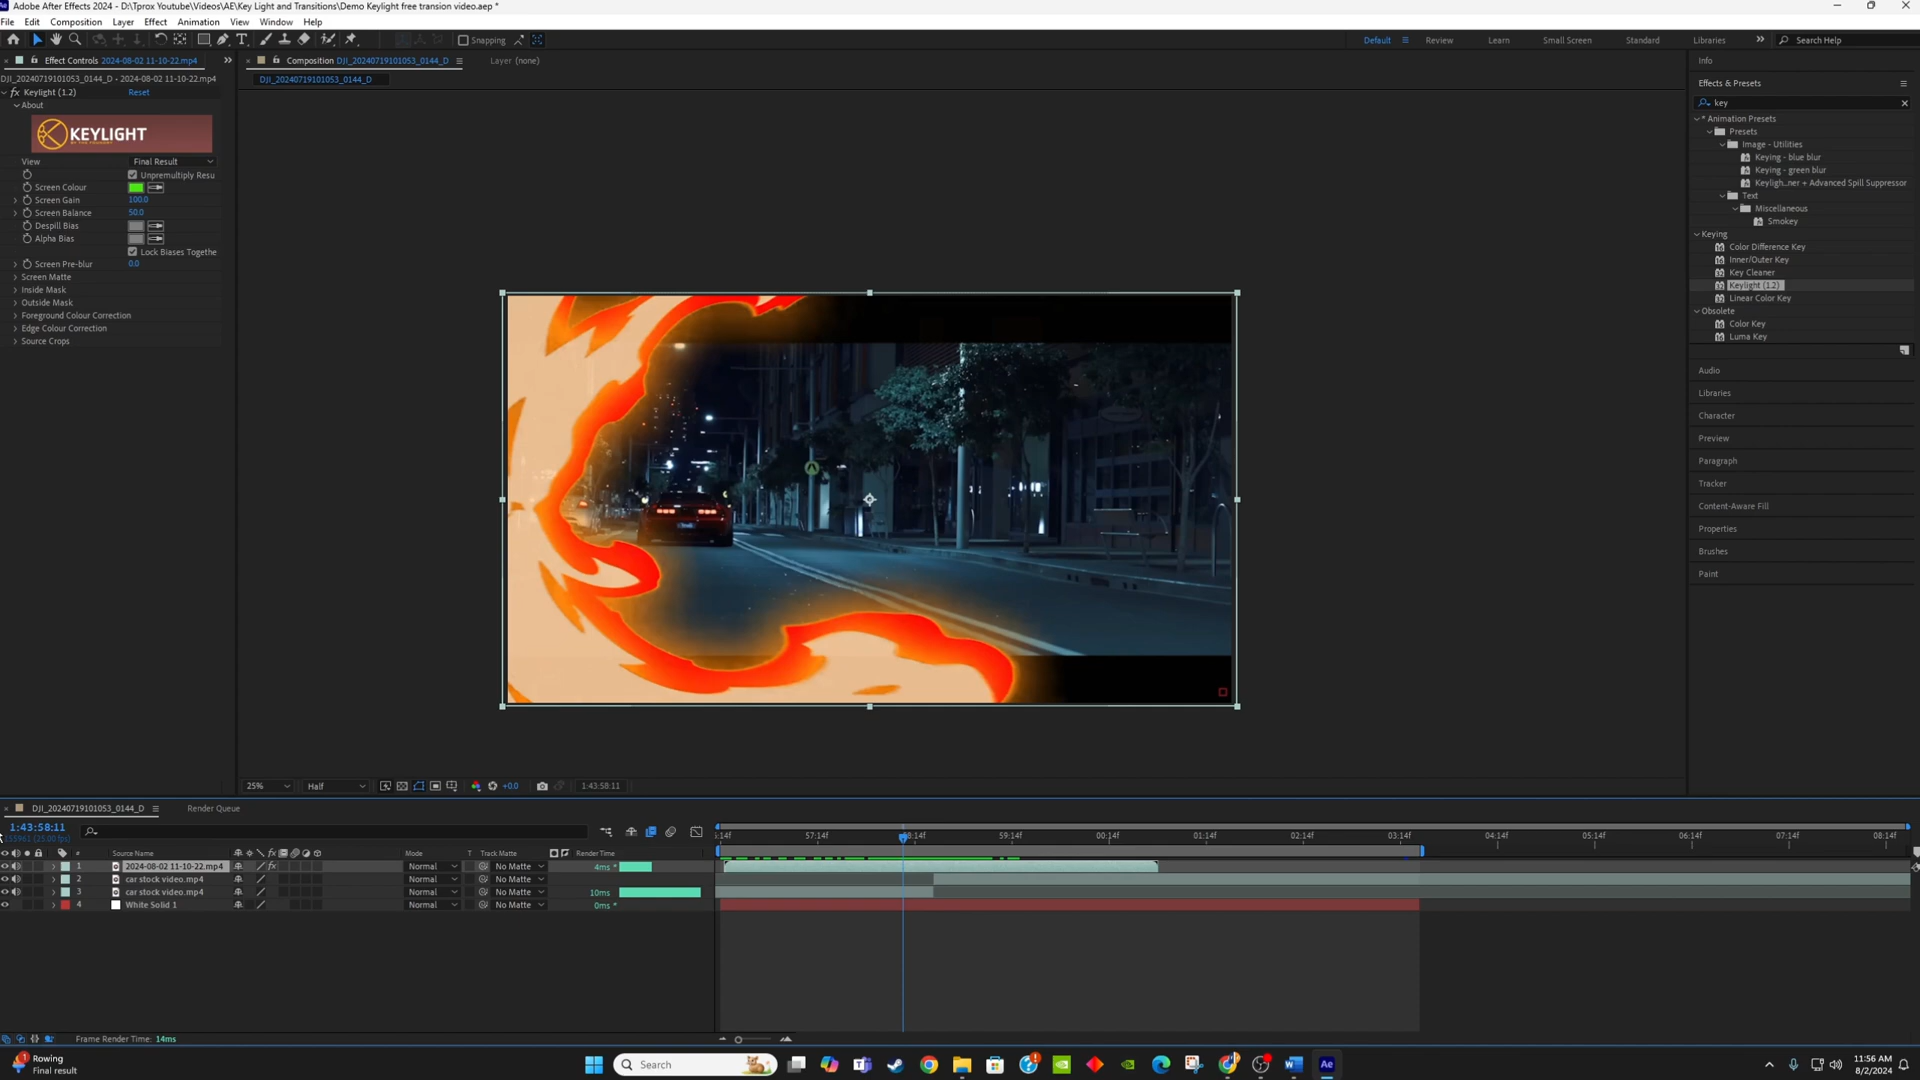 Adobe After Effects 2024 - D:\Tprox Youtube\Videos\AE\Key Light and Transitions\Demo Keylight free transion video.aep *
File Edit Composition Layer Effect Animation View Window Help
Snapping
Default Review Learn Small Screen Standard Libraries Search Help
Effect Controls 2024-08-02 11-10-22.mp4
Composition DJI_20240719101053_0144_D
Layer (none)
DJI_20240719101053_0144_D - 2024-08-02 11-10-22.mp4
DJI_20240719101053_0144_D
fx Keylight (1.2) Reset
About
KEYLIGHT
View Final Result
Unpremultiply Resu
Screen Colour
Screen Gain 100.0
Screen Balance 50.0
Despill Bias
Alpha Bias
Lock Biases Togethe
Screen Pre-blur 0.0
Screen Matte
Inside Mask
Outside Mask
Foreground Colour Correction
Edge Colour Correction
Source Crops
Info
Effects & Presets
key
* Animation Presets
Presets
Image - Utilities
Keying - blue blur
Keying - green blur
Keyligh...ner + Advanced Spill Suppressor
Text
Miscellaneous
Smokey
Keying
Color Difference Key
Inner/Outer Key
Key Cleaner
Keylight (1.2)
Linear Color Key
Obsolete
Color Key
Luma Key
Audio
Libraries
Character
Preview
Paragraph
Tracker
Content-Aware Fill
Properties
Brushes
Paint
25% Half +0.0 1:43:58:11
DJI_20240719101053_0144_D Render Queue
1:43:58:11
57:14f 59:14f 00:14f 01:14f 02:14f 03:14f 04:14f 05:14f 06:14f 07:14f 08:14f
# Source Name fx Mode T Track Matte Render Time
1 2024-08-02 11-10-22.mp4 fx Normal No Matte 4ms *
2 car stock video.mp4 Normal No Matte
3 car stock video.mp4 Normal No Matte 10ms *
4 White Solid 1 Normal No Matte 0ms *
Frame Render Time: 14ms
Rowing
Final result
Search
11:56 AM
8/2/2024